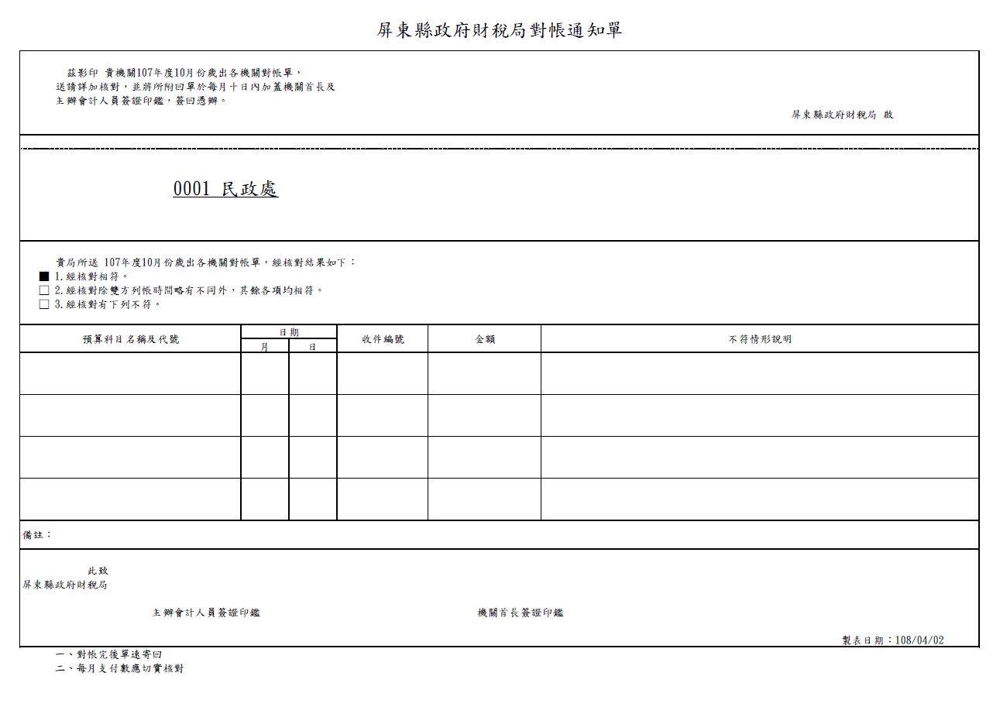 屏東縣政府財稅局對帳通知單
茲影印 貴機關107年度10月份歲出各機關對帳單，
送請詳加核對，並將所附回單於每月十日內加蓋機關首長及
主辦會計人員簽證印鑑，簽回憑辦。
屏東縣政府財稅局 啟
0001 民政處
貴局所送 107年度10月份歲出各機關對帳單，經核對結果如下：
■ 1.經核對相符。
□ 2.經核對除雙方列帳時間略有不同外，其餘各項均相符。
□ 3.經核對有下列不符。
預算科目名稱及代號 日期 收件編號 金額 不符情形說明
月 日
備註：
此致
屏東縣政府財稅局
主辦會計人員簽證印鑑 機關首長簽證印鑑
製表日期：108/04/02
一、對帳完後單速寄回
二、每月支付數應切實核對